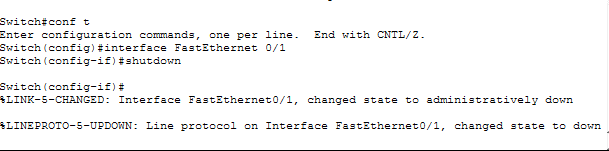 Switch#conf t
Enter configuration commands, one per line.  End with CNTL/Z.
Switch(config)#interface FastEthernet 0/1
Switch(config-if)#shutdown
Switch(config-if)#
%LINK-5-CHANGED: Interface FastEthernet0/1, changed state to administratively down
%LINEPROTO-5-UPDOWN: Line protocol on Interface FastEthernet0/1, changed state to down